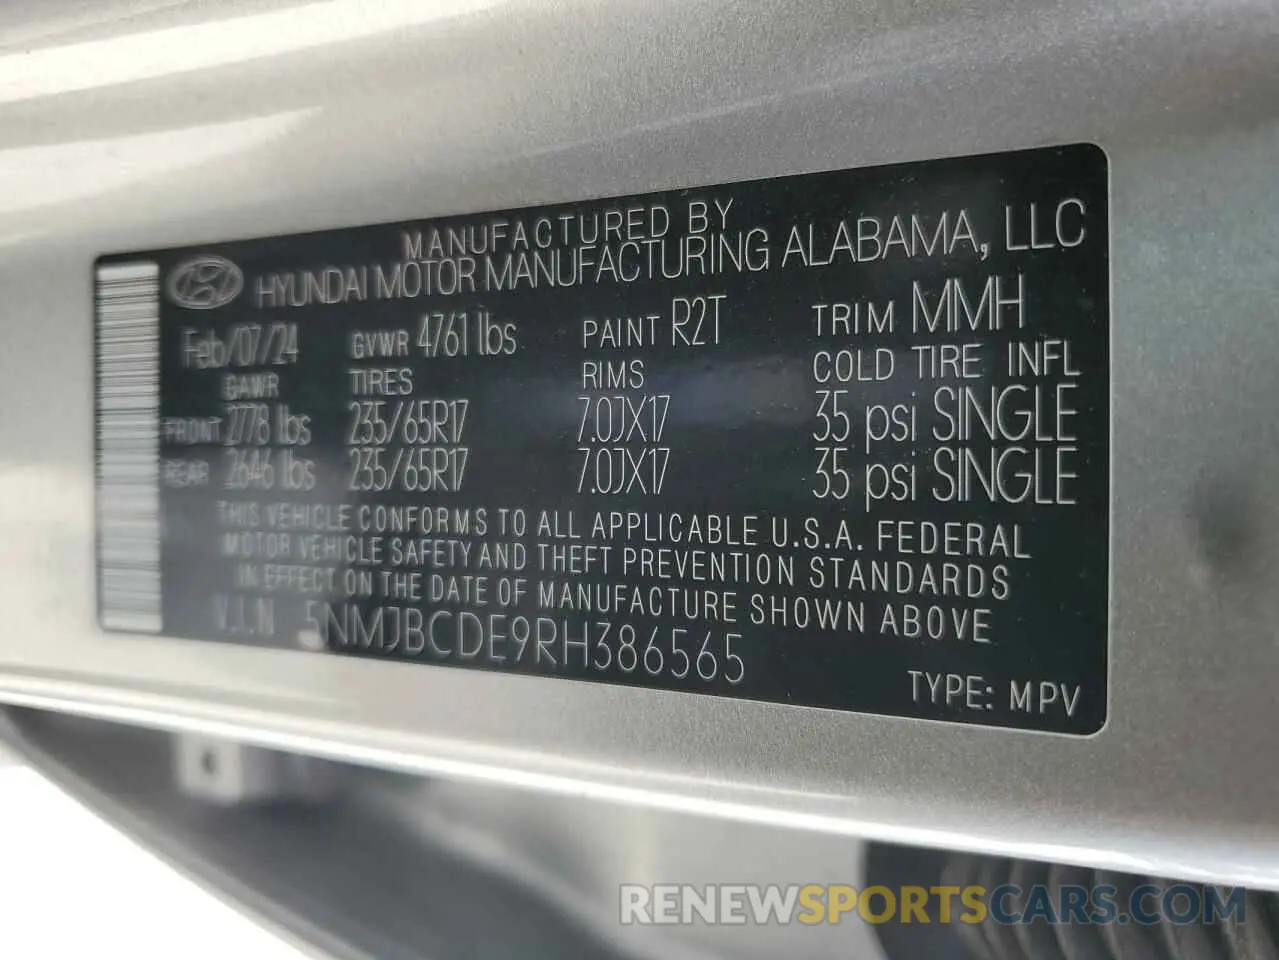 MANUFACTURED BY
HYUNDAI MOTOR MANUFACTURING ALABAMA, LLC
Feb/07/24 GVWR 4761 lbs PAINT R2T TRIM MMH
GAWR TIRES RIMS COLD TIRE INFL
FRONT 2778 lbs 235/65R17 7.0JX17 35 psi SINGLE
REAR 2646 lbs 235/65R17 7.0JX17 35 psi SINGLE
THIS VEHICLE CONFORMS TO ALL APPLICABLE U.S.A. FEDERAL
MOTOR VEHICLE SAFETY AND THEFT PREVENTION STANDARDS
IN EFFECT ON THE DATE OF MANUFACTURE SHOWN ABOVE
V.I.N 5NMJBCDE9RH386565
TYPE: MPV
RENEWSPORTSCARS.COM